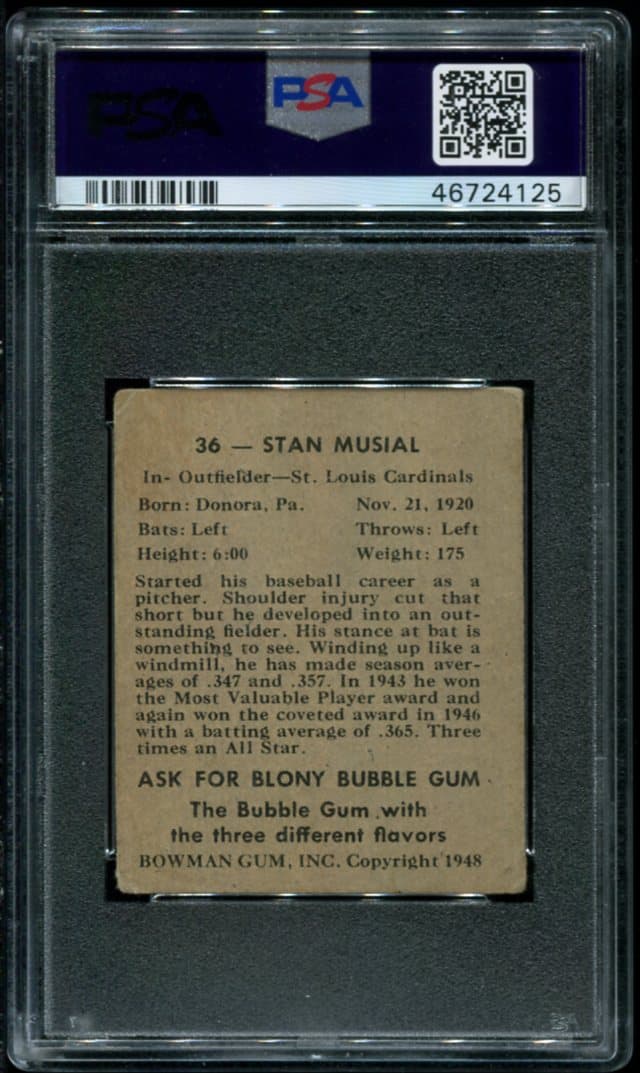 PSA
PSA
46724125
36 — STAN MUSIAL
In- Outfielder—St. Louis Cardinals
Born: Donora, Pa. Nov. 21, 1920
Bats: Left Throws: Left
Height: 6:00 Weight: 175
Started his baseball career as a
pitcher. Shoulder injury cut that
short but he developed into an out-
standing fielder. His stance at bat is
something to see. Winding up like a
windmill, he has made season aver-
ages of .347 and .357. In 1943 he won
the Most Valuable Player award and
again won the coveted award in 1946
with a batting average of .365. Three
times an All Star.
ASK FOR BLONY BUBBLE GUM
The Bubble Gum with
the three different flavors
BOWMAN GUM, INC. Copyright 1948